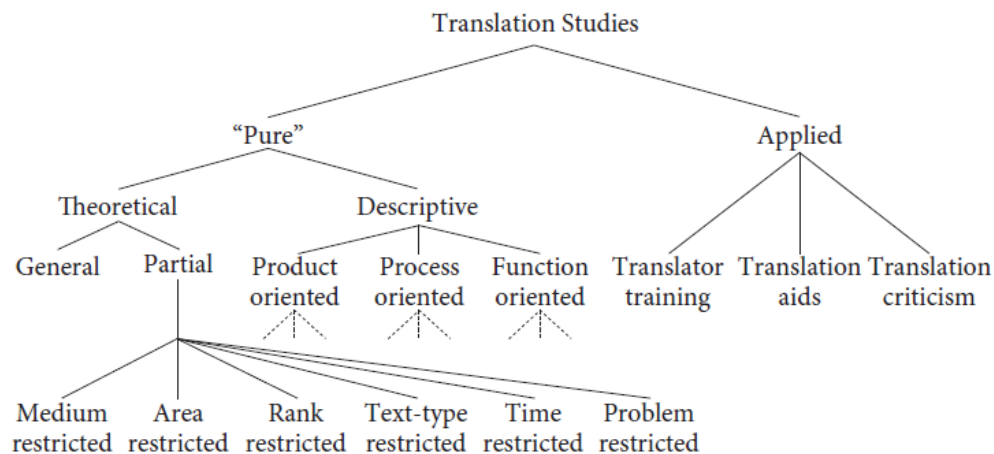 Translation Studies
“Pure” Applied
Theoretical Descriptive
General Partial Product oriented Process oriented Function oriented Translator training Translation aids Translation criticism
Medium restricted Area restricted Rank restricted Text-type restricted Time restricted Problem restricted